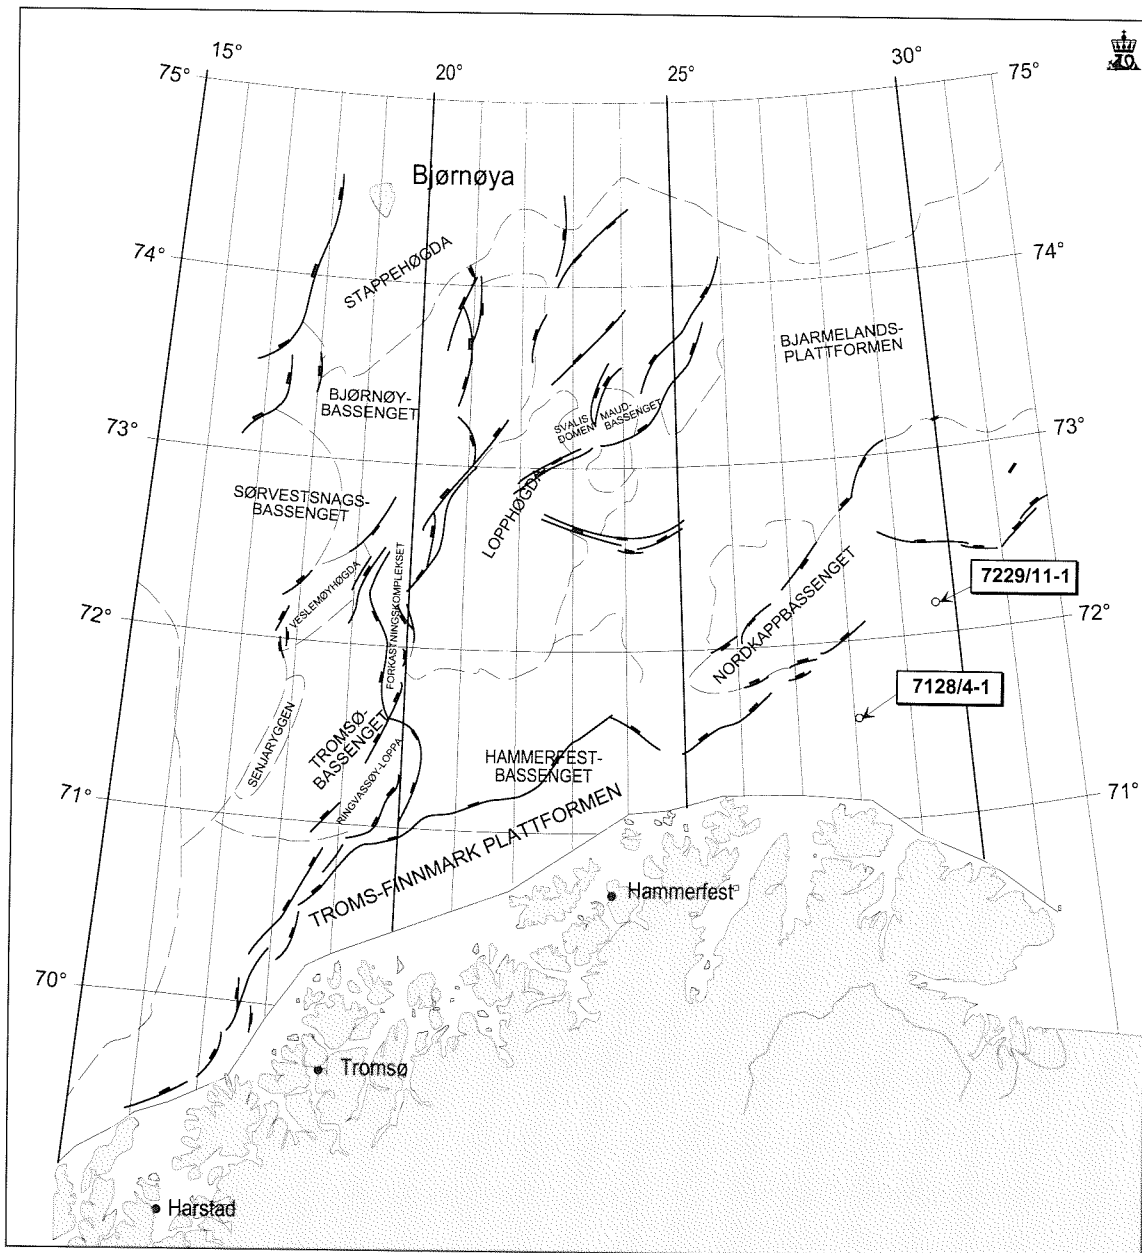 15°
20°
25°
30°
75°
75°
Bjørnøya
74°
74°
STAPPEHØGDA
BJARMELANDS-
PLATTFORMEN
BJØRNØY-
BASSENGET
SVALIS
DOMEN
MAUD-
BASSENGET
73°
73°
SØRVESTSNAGS-
BASSENGET
LOPPHØGDA
7229/11-1
VESLEMØYHØGDA
FORKASTNINGSKOMPLEKSET
NORDKAPPBASSENGET
72°
72°
7128/4-1
SENJARYGGEN
TROMSØ-
BASSENGET
RINGVASSØY-LOPPA
HAMMERFEST-
BASSENGET
71°
71°
TROMS-FINNMARK PLATTFORMEN
Hammerfest
70°
Tromsø
Harstad